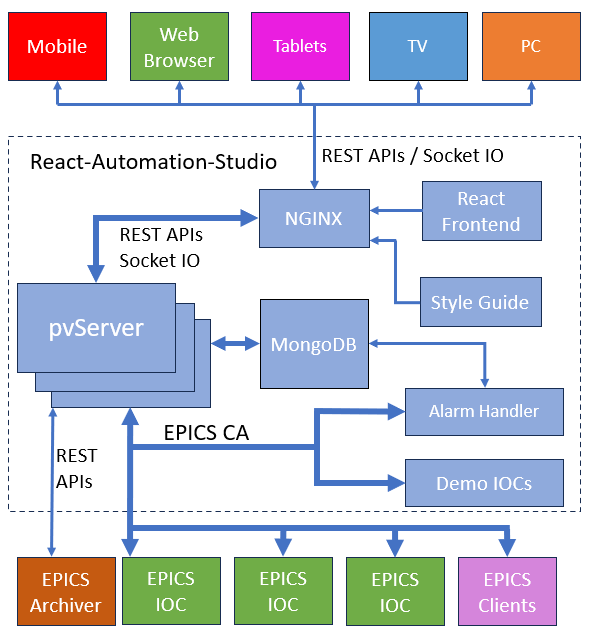 Mobile
Web
Browser
Tablets
TV
PC
REST APIs / Socket IO
React-Automation-Studio
NGINX
React
Frontend
REST APIs
Socket IO
Style Guide
pvServer
MongoDB
Alarm Handler
EPICS CA
REST
APIs
Demo IOCs
EPICS
Archiver
EPICS
IOC
EPICS
IOC
EPICS
IOC
EPICS
Clients